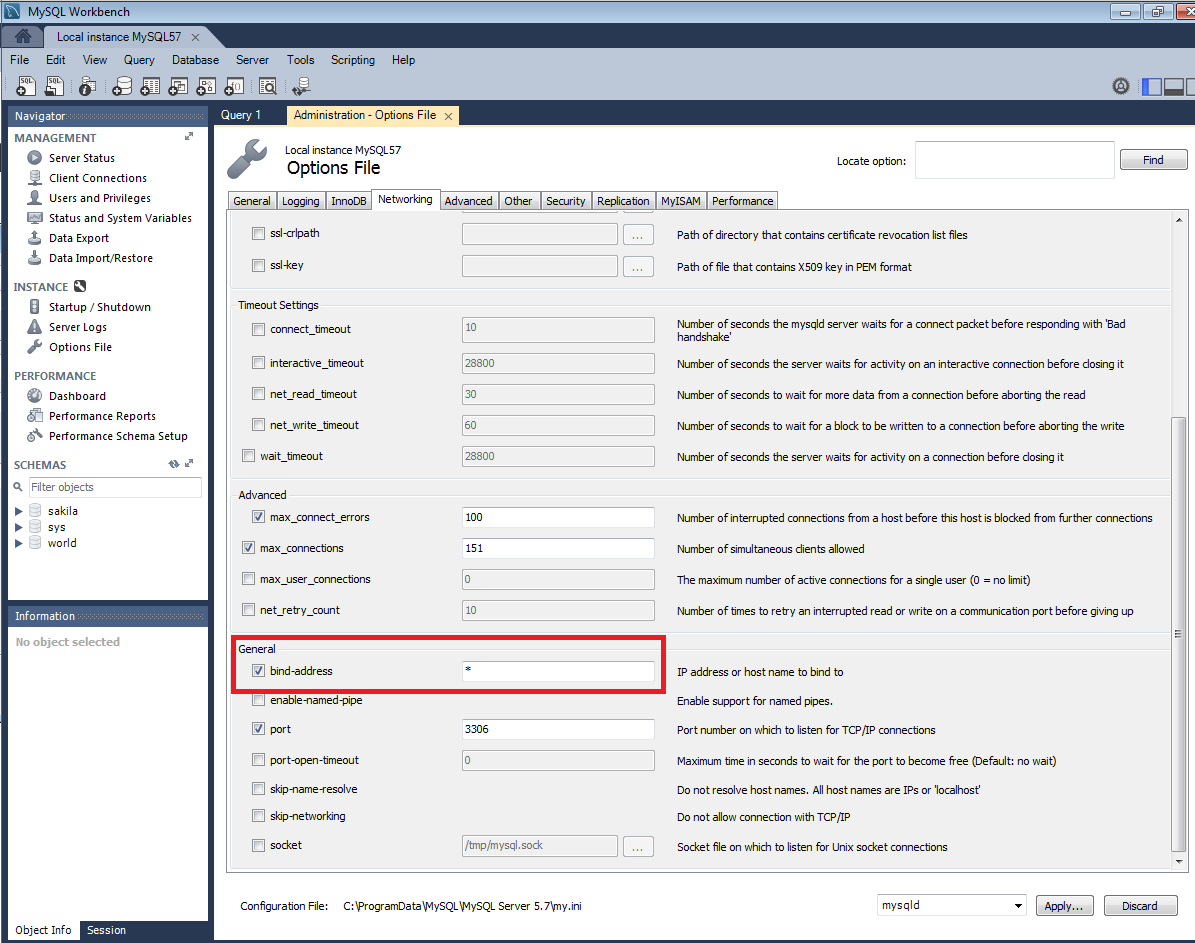 MySQL Workbench
Local instance MySQL57
File Edit View Query Database Server Tools Scripting Help
Navigator
MANAGEMENT
Server Status
Client Connections
Users and Privileges
Status and System Variables
Data Export
Data Import/Restore
INSTANCE
Startup / Shutdown
Server Logs
Options File
PERFORMANCE
Dashboard
Performance Reports
Performance Schema Setup
SCHEMAS
Filter objects
sakila
sys
world
Information
No object selected
Object Info Session
Query 1 Administration - Options File
Local instance MySQL57
Options File
Locate option: Find
General Logging InnoDB Networking Advanced Other Security Replication MyISAM Performance
ssl-crlpath ... Path of directory that contains certificate revocation list files
ssl-key ... Path of file that contains X509 key in PEM format
Timeout Settings
connect_timeout 10 Number of seconds the mysqld server waits for a connect packet before responding with 'Bad
handshake'
interactive_timeout 28800 Number of seconds the server waits for activity on an interactive connection before closing it
net_read_timeout 30 Number of seconds to wait for more data from a connection before aborting the read
net_write_timeout 60 Number of seconds to wait for a block to be written to a connection before aborting the write
wait_timeout 28800 Number of seconds the server waits for activity on a connection before closing it
Advanced
max_connect_errors 100 Number of interrupted connections from a host before this host is blocked from further connections
max_connections 151 Number of simultaneous clients allowed
max_user_connections 0 The maximum number of active connections for a single user (0 = no limit)
net_retry_count 10 Number of times to retry an interrupted read or write on a communication port before giving up
General
bind-address * IP address or host name to bind to
enable-named-pipe Enable support for named pipes.
port 3306 Port number on which to listen for TCP/IP connections
port-open-timeout 0 Maximum time in seconds to wait for the port to become free (Default: no wait)
skip-name-resolve Do not resolve host names. All host names are IPs or 'localhost'
skip-networking Do not allow connection with TCP/IP
socket /tmp/mysql.sock ... Socket file on which to listen for Unix socket connections
Configuration File: C:\ProgramData\MySQL\MySQL Server 5.7\my.ini mysqld Apply... Discard